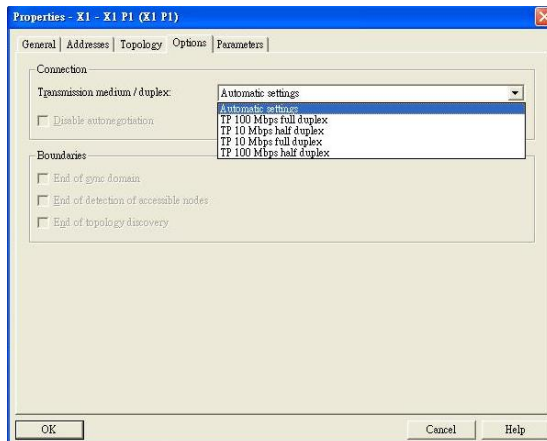 Properties - X1 - X1 P1 (X1 P1)
General Addresses Topology Options Parameters
Connection
Transmission medium / duplex: Automatic settings
Automatic settings
TP 100 Mbps full duplex
TP 10 Mbps half duplex
TP 10 Mbps full duplex
TP 100 Mbps half duplex
Disable autonegotiation
Boundaries
End of sync domain
End of detection of accessible nodes
End of topology discovery
OK Cancel Help